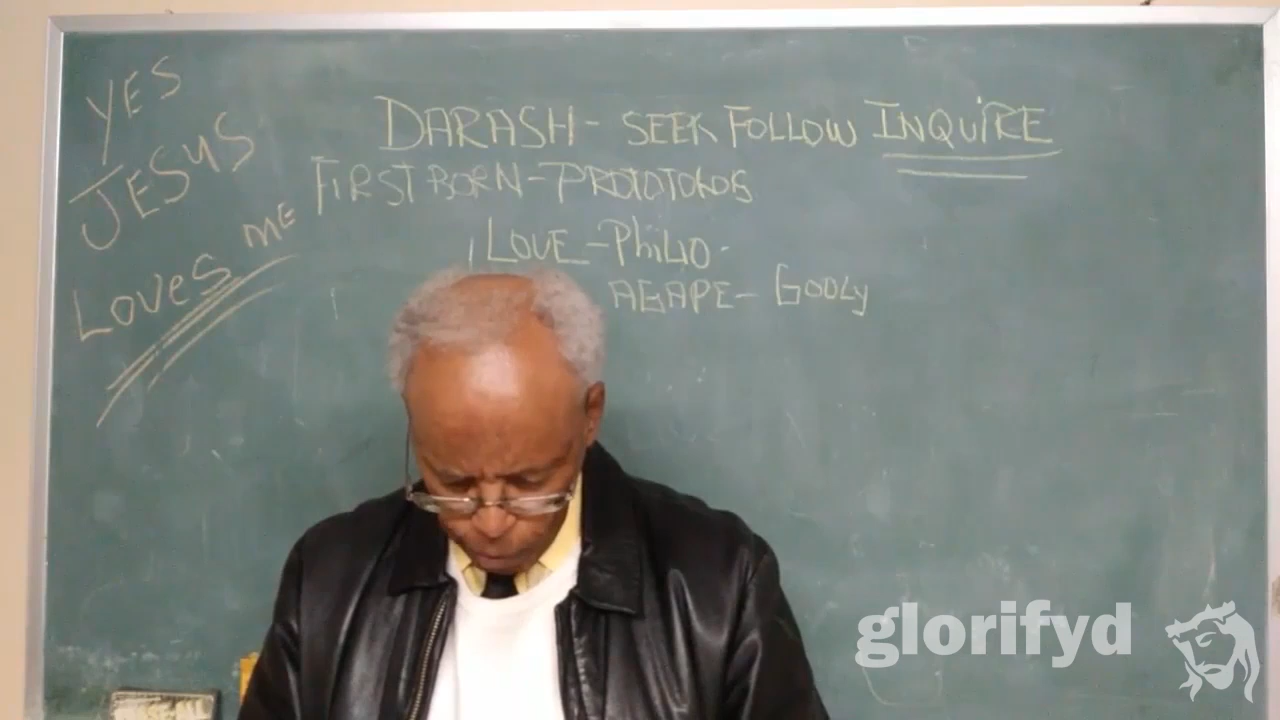 YES
JESUS
LOVES ME
DARASH - SEEK FOLLOW INQUIRE
FIRST BORN - PROTOTOKOS
LOVE - PhiLIO -
AGAPE - GODLy
glorifyd